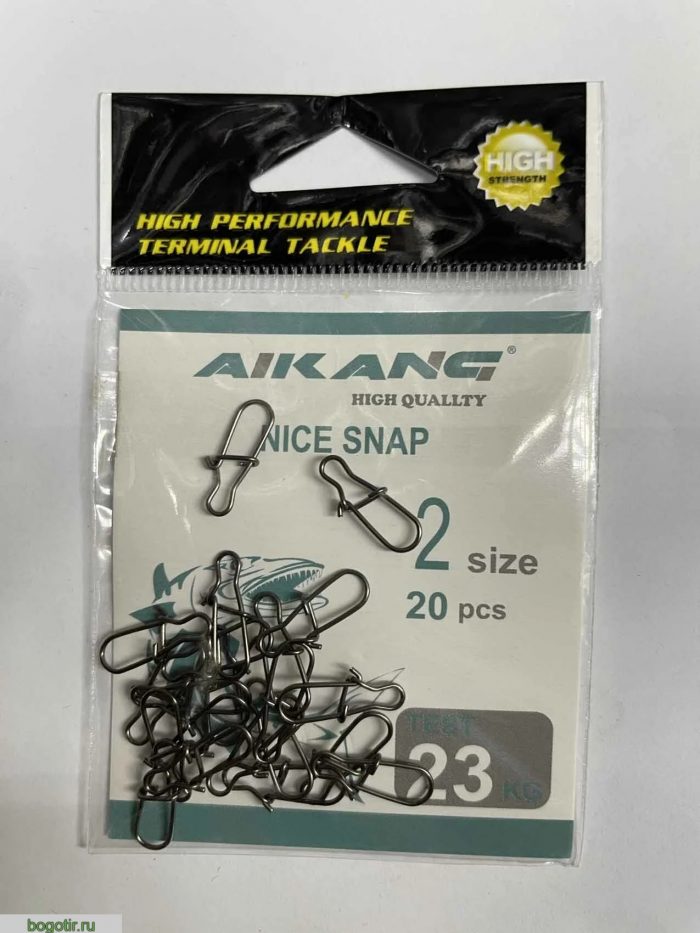 HIGH
STRENGTH
HIGH PERFORMANCE
TERMINAL TACKLE
AIKANG®
HIGH QUALLTY
NICE SNAP
2 size
20 pcs
TEST
23 KG
bogotir.ru